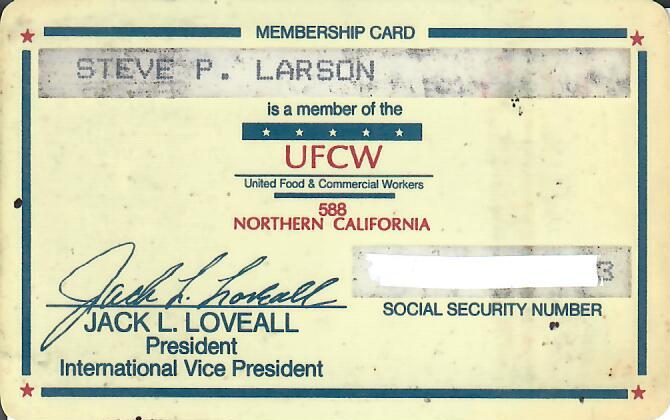 MEMBERSHIP CARD
STEVE P. LARSON
is a member of the
UFCW
United Food & Commercial Workers
588
NORTHERN CALIFORNIA
Jack L. Loveall
JACK L. LOVEALL
President
International Vice President
3
SOCIAL SECURITY NUMBER